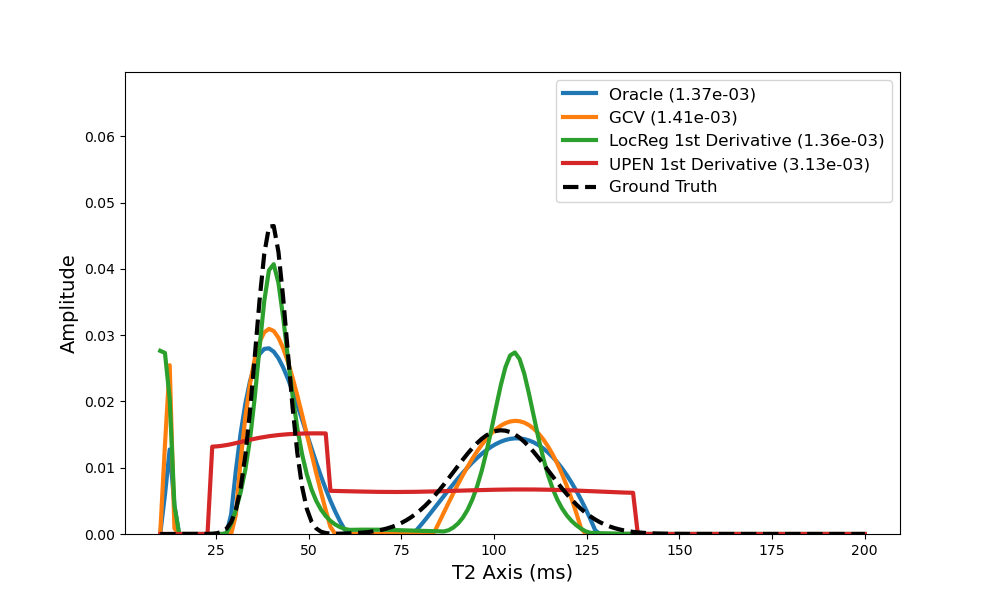 Oracle (1.37e-03)
GCV (1.41e-03)
LocReg 1st Derivative (1.36e-03)
UPEN 1st Derivative (3.13e-03)
Ground Truth
Amplitude
0.06
0.05
0.04
0.03
0.02
0.01
0.00
25 50 75 100 125 150 175 200
T2 Axis (ms)